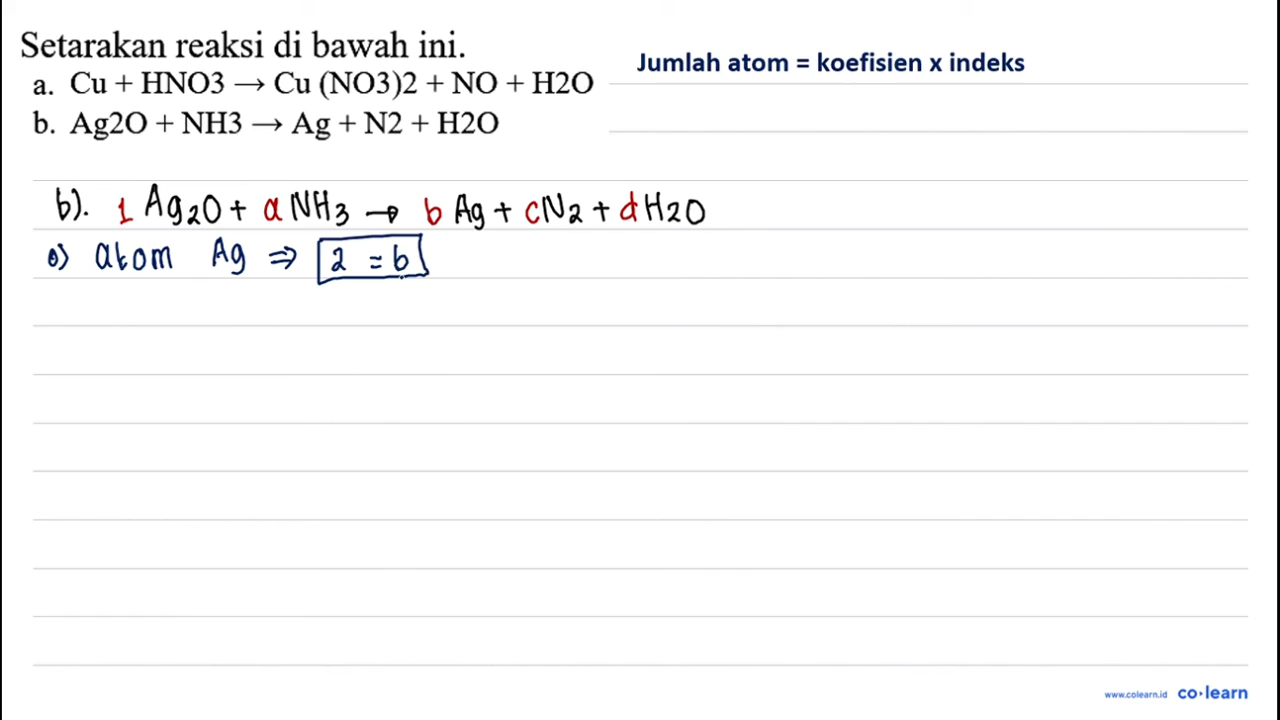 Setarakan reaksi di bawah ini.
Jumlah atom = koefisien x indeks
a. Cu + HNO3 → Cu (NO3)2 + NO + H2O
b. Ag2O + NH3 → Ag + N2 + H2O
b). 1 Ag2O + a NH3 → b Ag + c N2 + d H2O
•) atom Ag ⇒ 2 = b
www.colearn.id co·learn